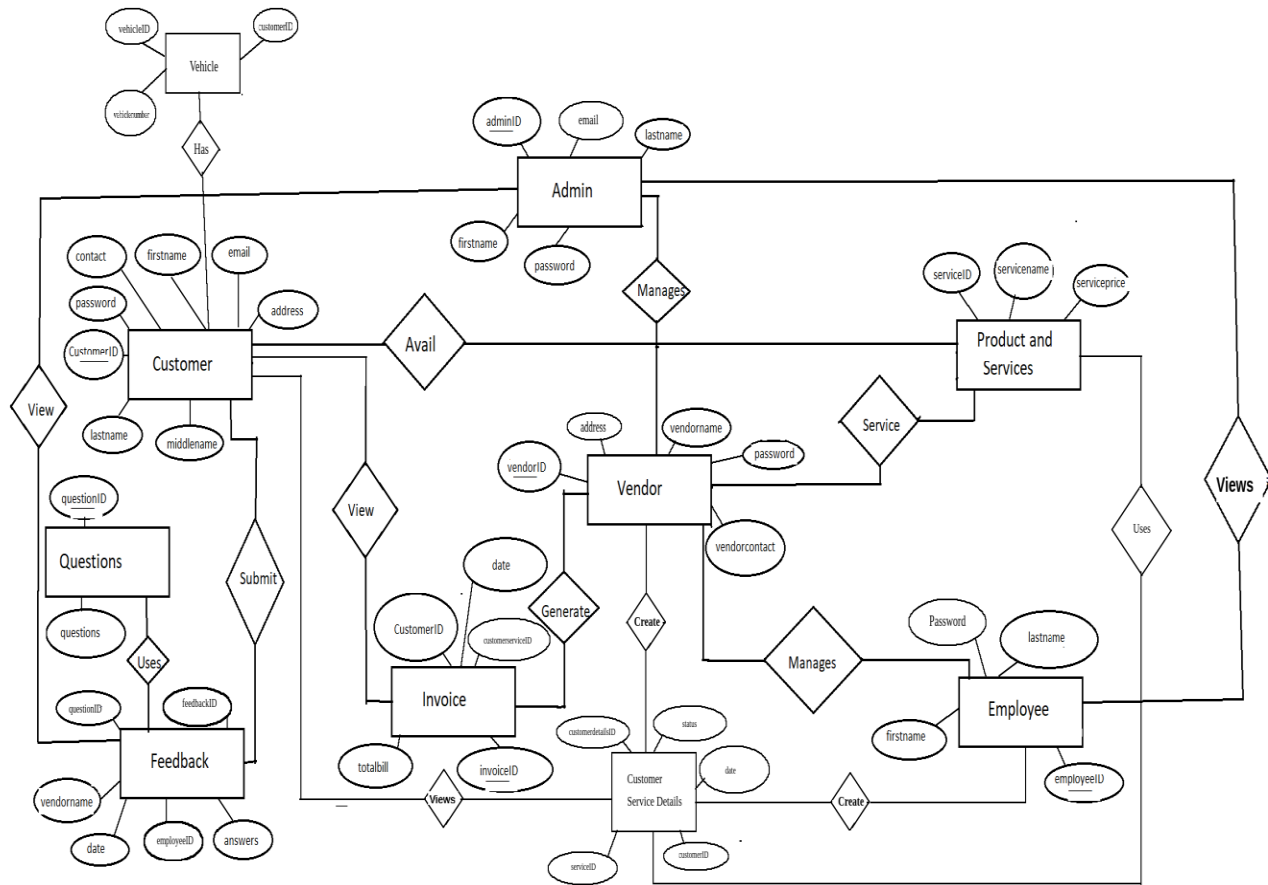 vehicleID
customerID
Vehicle
vehiclenumber
Has
adminID
email
lastname
Admin
firstname
password
contact
firstname
email
password
address
CustomerID
Customer
lastname
middlename
Avail
Manages
serviceID
servicename
serviceprice
Product and
Services
View
View
Service
address
vendorname
vendorID
password
Vendor
vendorcontact
Views
Uses
questionID
Questions
questions
Submit
Uses
date
CustomerID
customerserviceID
Generate
Invoice
totalbill
invoiceID
Create
Manages
Password
lastname
Employee
firstname
employeeID
questionID
feedbackID
Feedback
vendorname
date
employeeID
answers
Views
customerdetailsID
status
date
Customer
Service Details
serviceID
customerID
Create